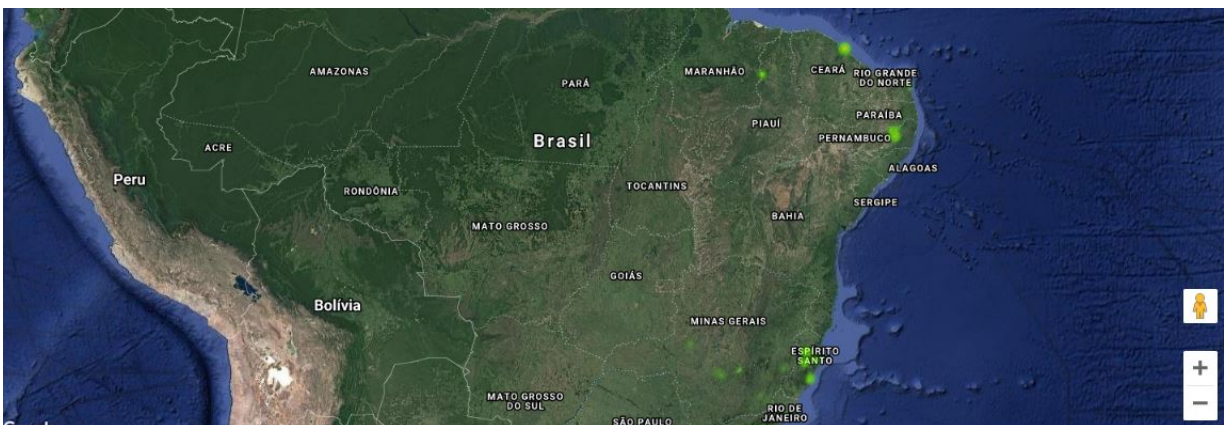 AMAZONAS
PARÁ
MARANHÃO
CEARÁ
RIO GRANDE
DO NORTE
PARAÍBA
PIAUÍ
PERNAMBUCO
Brasil
ACRE
ALAGOAS
Peru
RONDÔNIA
TOCANTINS
SERGIPE
BAHIA
MATO GROSSO
GOIÁS
Bolívia
MINAS GERAIS
ESPÍRITO
SANTO
MATO GROSSO
DO SUL
RIO DE
JANEIRO
SÃO PAULO